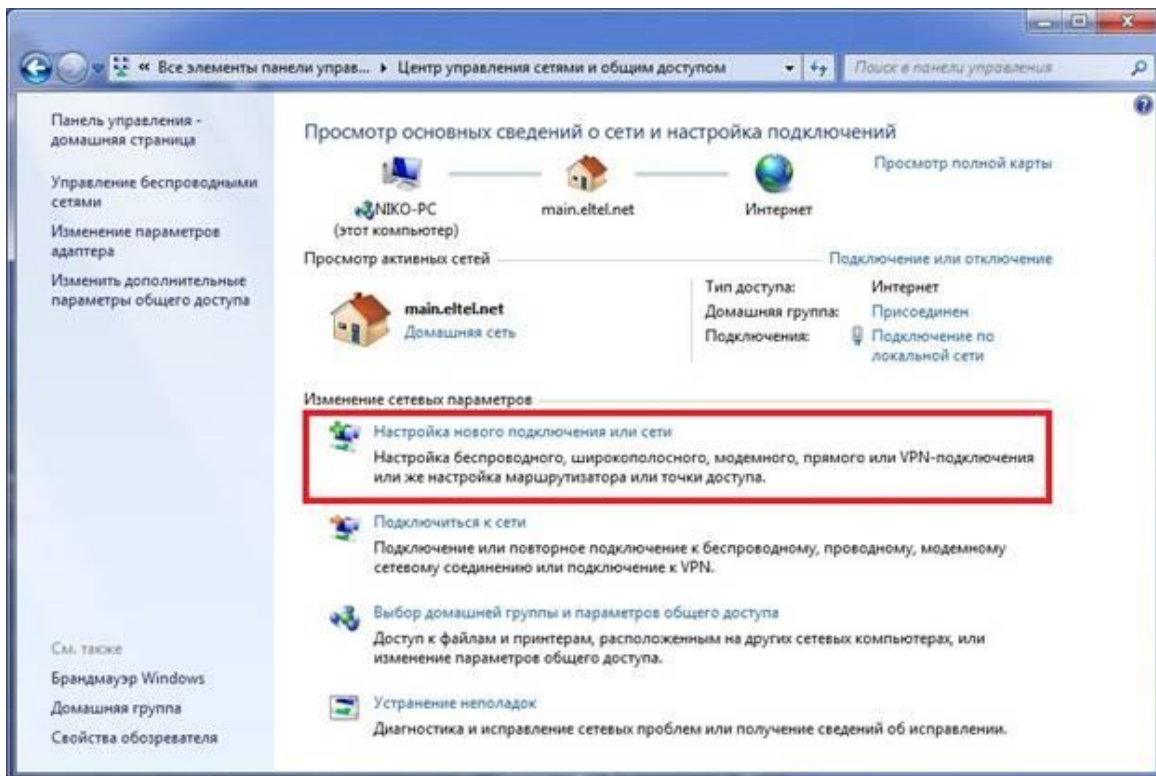 « Все элементы панели управ... ▸ Центр управления сетями и общим доступом
Поиск в панели управления
Панель управления -
домашняя страница
Управление беспроводными
сетями
Изменение параметров
адаптера
Изменить дополнительные
параметры общего доступа
См. также
Брандмауэр Windows
Домашняя группа
Свойства обозревателя
Просмотр основных сведений о сети и настройка подключений
Просмотр полной карты
NIKO-PC
(этот компьютер)
main.eltel.net
Интернет
Просмотр активных сетей
Подключение или отключение
main.eltel.net
Домашняя сеть
Тип доступа: Интернет
Домашняя группа: Присоединен
Подключения: Подключение по
локальной сети
Изменение сетевых параметров
Настройка нового подключения или сети
Настройка беспроводного, широкополосного, модемного, прямого или VPN-подключения
или же настройка маршрутизатора или точки доступа.
Подключиться к сети
Подключение или повторное подключение к беспроводному, проводному, модемному
сетевому соединению или подключение к VPN.
Выбор домашней группы и параметров общего доступа
Доступ к файлам и принтерам, расположенным на других сетевых компьютерах, или
изменение параметров общего доступа.
Устранение неполадок
Диагностика и исправление сетевых проблем или получение сведений об исправлении.